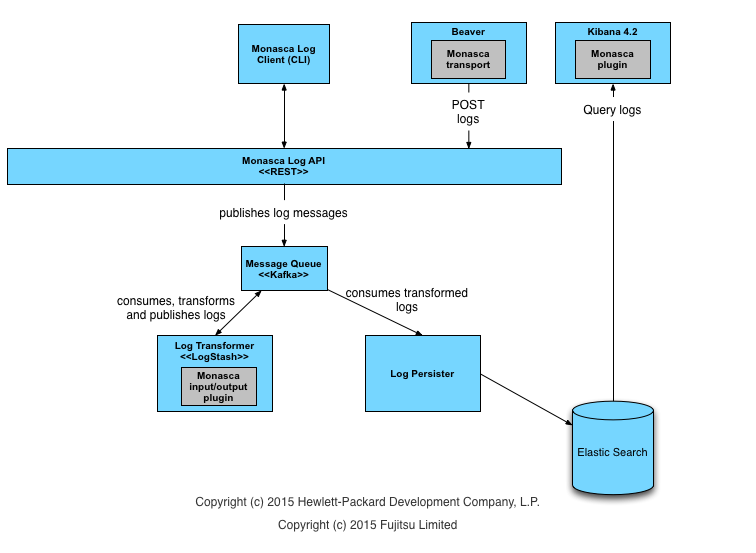 Monasca Log
Client (CLI)
Beaver
Monasca
transport
Kibana 4.2
Monasca
plugin
POST
logs
Query logs
Monasca Log API
<<REST>>
publishes log messages
Message Queue
<<Kafka>>
consumes, transforms
and publishes logs
consumes transformed
logs
Log Transformer
<<LogStash>>
Monasca
input/output
plugin
Log Persister
Elastic Search
Copyright (c) 2015 Hewlett-Packard Development Company, L.P.
Copyright (c) 2015 Fujitsu Limited